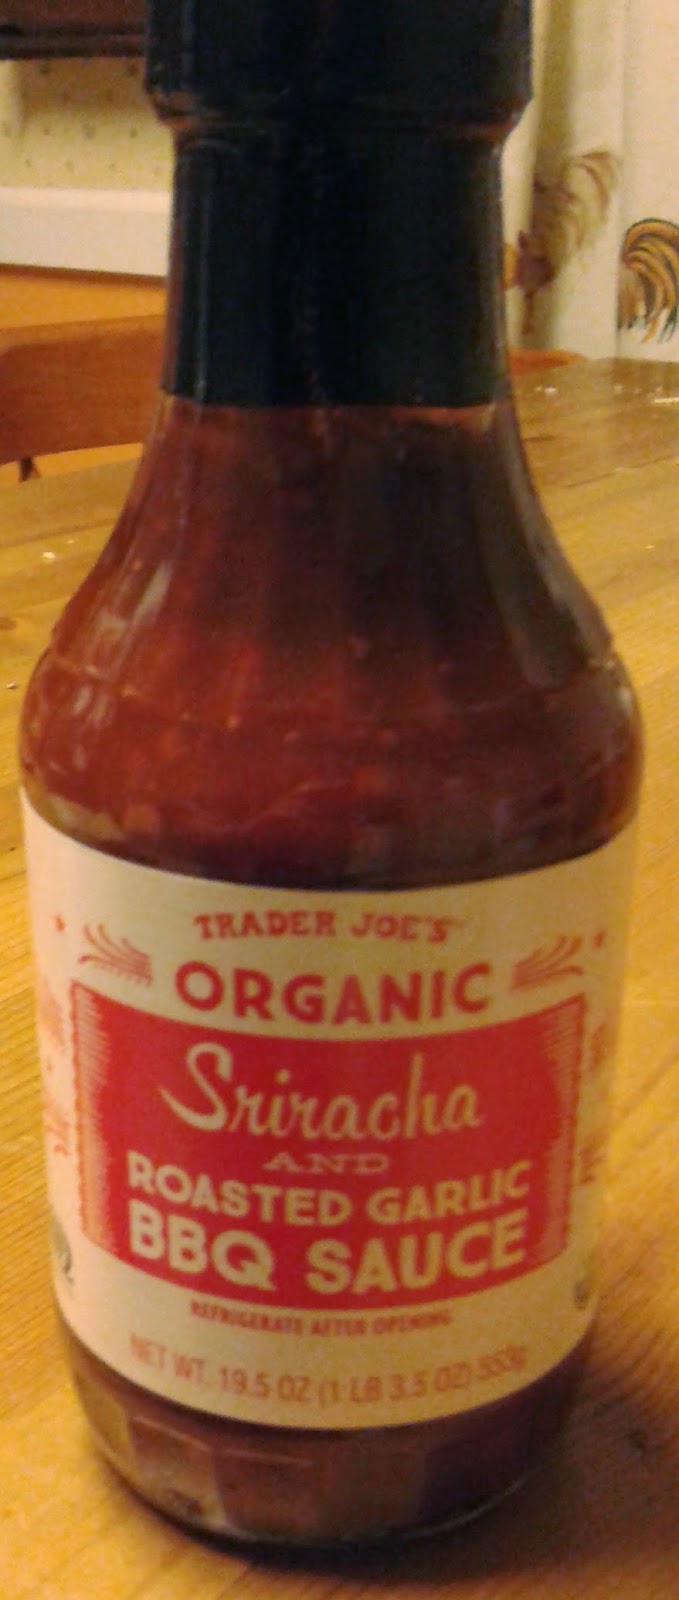 TRADER JOE'S
ORGANIC
Sriracha
AND
ROASTED GARLIC
BBQ SAUCE
REFRIGERATE AFTER OPENING
NET WT. 19.5 OZ (1 LB 3.5 OZ) 553g